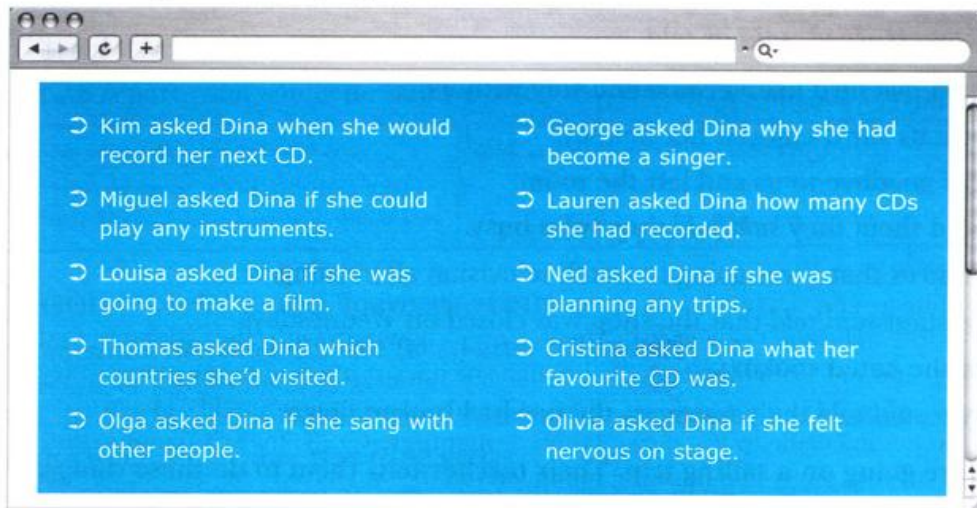 Kim asked Dina when she would
record her next CD.
Miguel asked Dina if she could
play any instruments.
Louisa asked Dina if she was
going to make a film.
Thomas asked Dina which
countries she'd visited.
Olga asked Dina if she sang with
other people.
George asked Dina why she had
become a singer.
Lauren asked Dina how many CDs
she had recorded.
Ned asked Dina if she was
planning any trips.
Cristina asked Dina what her
favourite CD was.
Olivia asked Dina if she felt
nervous on stage.